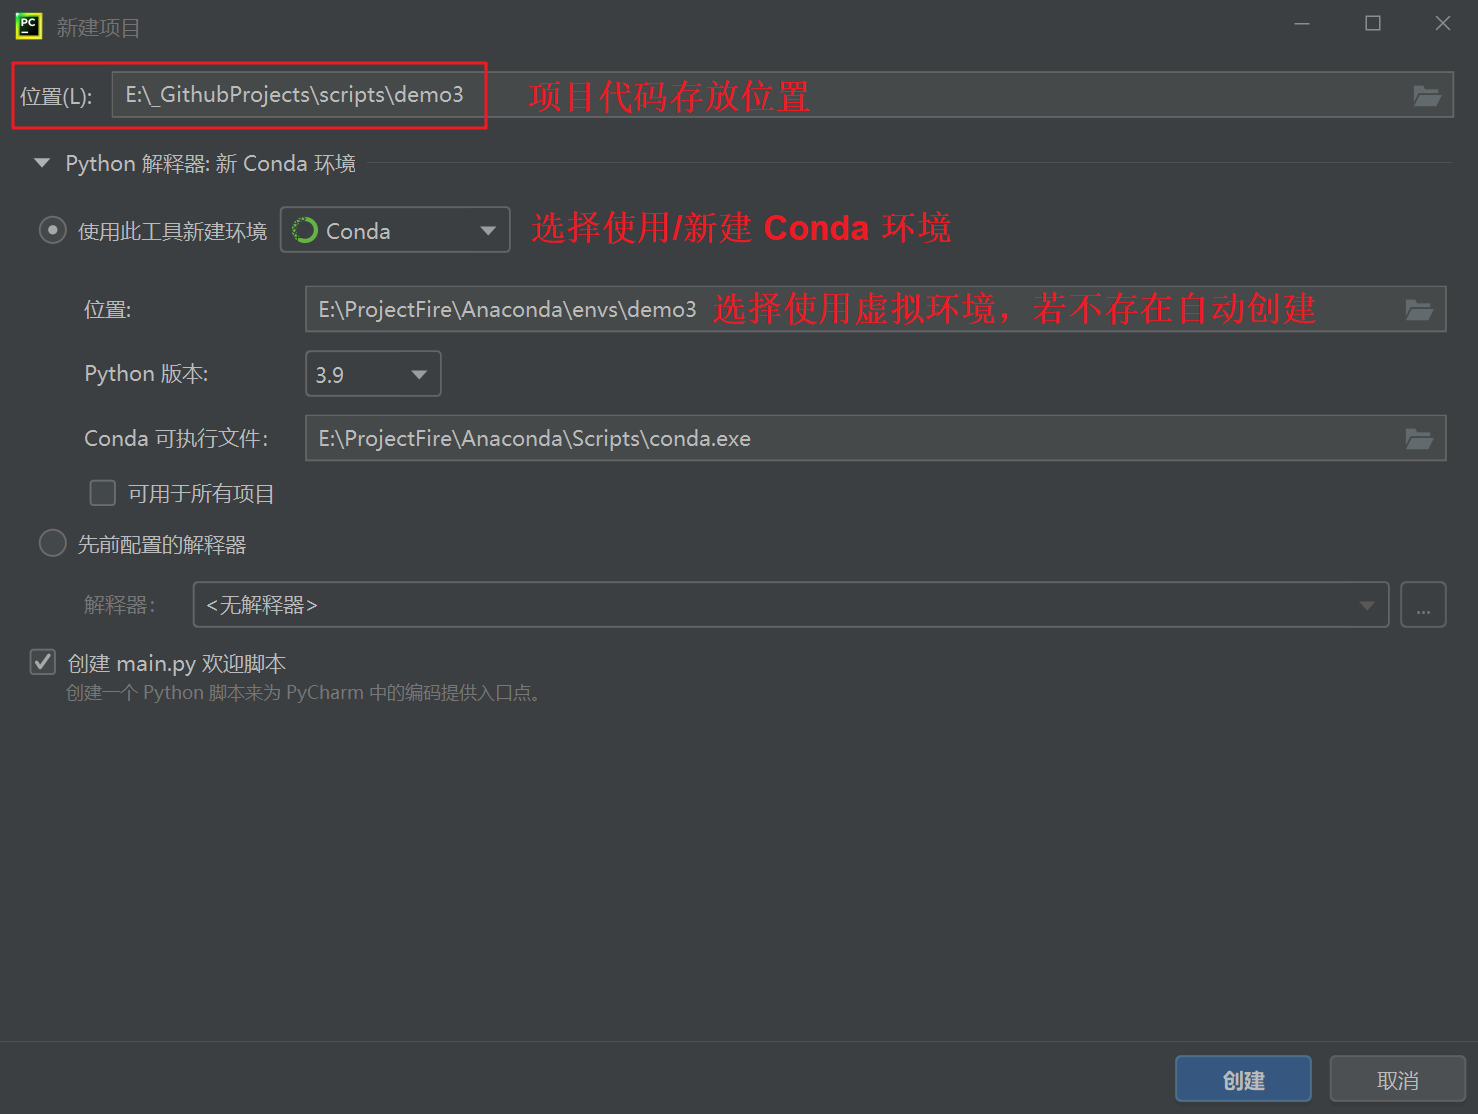 PC 新建项目
位置(L): E:\_GithubProjects\scripts\demo3 项目代码存放位置
Python 解释器: 新 Conda 环境
使用此工具新建环境 Conda 选择使用/新建 Conda 环境
位置: E:\ProjectFire\Anaconda\envs\demo3 选择使用虚拟环境，若不存在自动创建
Python 版本: 3.9
Conda 可执行文件: E:\ProjectFire\Anaconda\Scripts\conda.exe
可用于所有项目
先前配置的解释器
解释器: <无解释器> ...
创建 main.py 欢迎脚本
创建一个 Python 脚本来为 PyCharm 中的编码提供入口点。
创建 取消